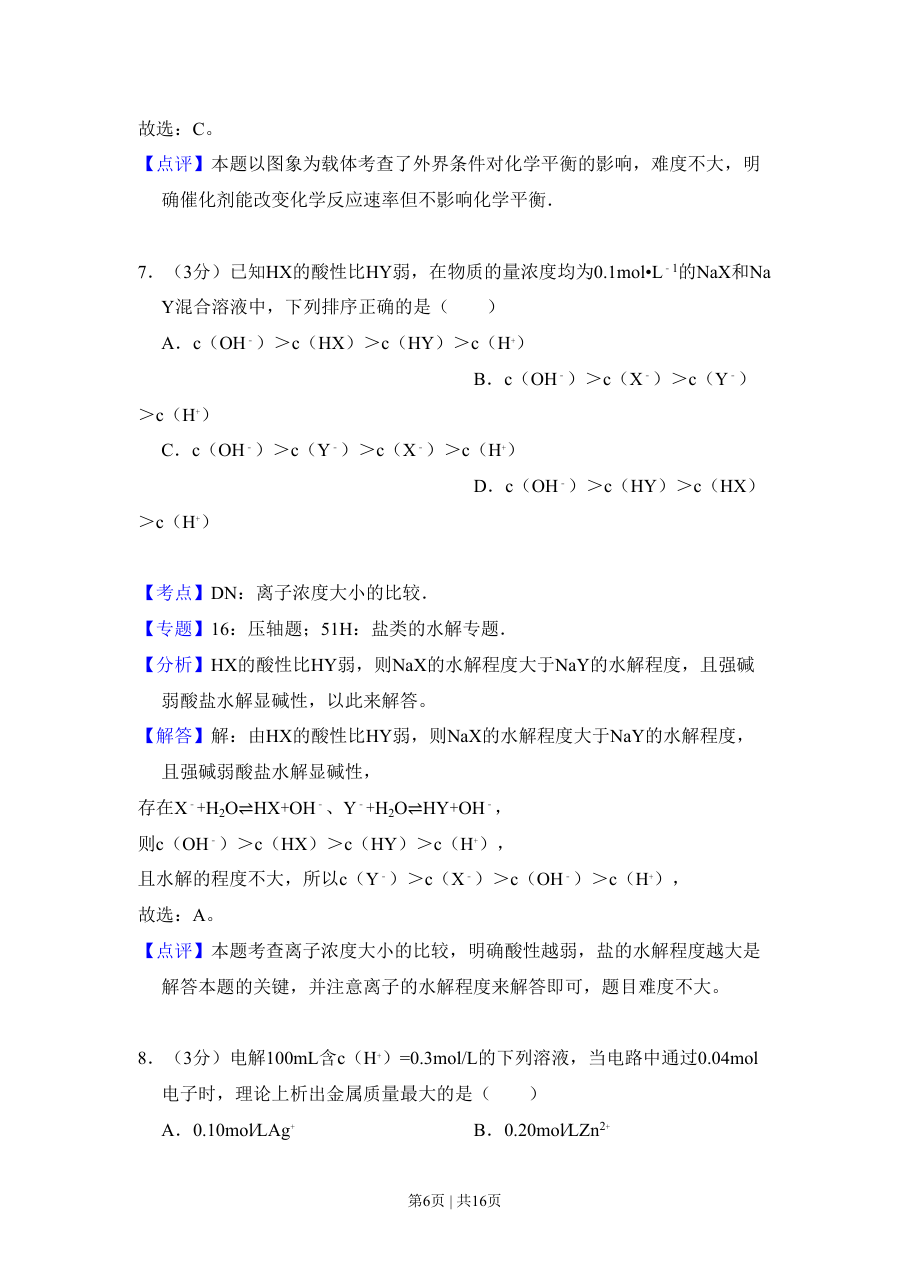 故选：C。
【点评】本题以图象为载体考查了外界条件对化学平衡的影响，难度不大，明
确催化剂能改变化学反应速率但不影响化学平衡．
7．（3分）已知HX的酸性比HY弱，在物质的量浓度均为0.1mol•L﹣1的NaX和Na
Y混合溶液中，下列排序正确的是（　　）
A．c（OH﹣）＞c（HX）＞c（HY）＞c（H+）
B．c（OH﹣）＞c（X﹣）＞c（Y﹣）
＞c（H+）
C．c（OH﹣）＞c（Y﹣）＞c（X﹣）＞c（H+）
D．c（OH﹣）＞c（HY）＞c（HX）
＞c（H+）
【考点】DN：离子浓度大小的比较．
【专题】16：压轴题；51H：盐类的水解专题．
【分析】HX的酸性比HY弱，则NaX的水解程度大于NaY的水解程度，且强碱
弱酸盐水解显碱性，以此来解答。
【解答】解：由HX的酸性比HY弱，则NaX的水解程度大于NaY的水解程度，
且强碱弱酸盐水解显碱性，
存在X﹣+H2O⇌HX+OH﹣、Y﹣+H2O⇌HY+OH﹣，
则c（OH﹣）＞c（HX）＞c（HY）＞c（H+），
且水解的程度不大，所以c（Y﹣）＞c（X﹣）＞c（OH﹣）＞c（H+），
故选：A。
【点评】本题考查离子浓度大小的比较，明确酸性越弱，盐的水解程度越大是
解答本题的关键，并注意离子的水解程度来解答即可，题目难度不大。
8．（3分）电解100mL含c（H+）=0.3mol/L的下列溶液，当电路中通过0.04mol
电子时，理论上析出金属质量最大的是（　　）
A．0.10mol∕LAg+ B．0.20mol∕LZn2+
第6页 | 共16页